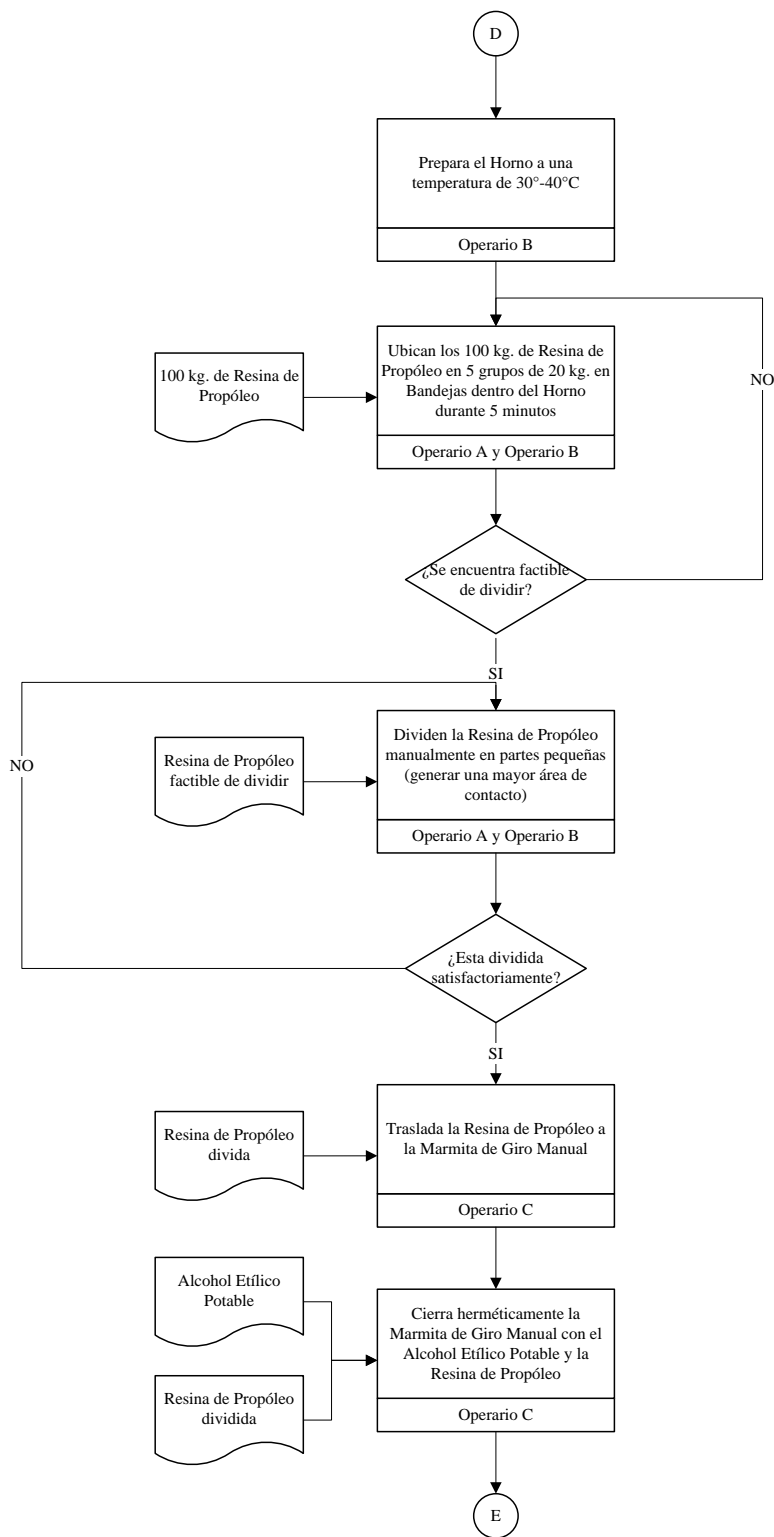 D
Prepara el Horno a una
temperatura de 30°-40°C
Operario B
100 kg. de Resina de
Propóleo
Ubican los 100 kg. de Resina de
Propóleo en 5 grupos de 20 kg. en
Bandejas dentro del Horno
durante 5 minutos
Operario A y Operario B
NO
¿Se encuentra factible
de dividir?
SI
NO
Resina de Propóleo
factible de dividir
Dividen la Resina de Propóleo
manualmente en partes pequeñas
(generar una mayor área de
contacto)
Operario A y Operario B
¿Esta dividida
satisfactoriamente?
SI
Resina de Propóleo
divida
Traslada la Resina de Propóleo a
la Marmita de Giro Manual
Operario C
Alcohol Etílico
Potable
Resina de Propóleo
dividida
Cierra herméticamente la
Marmita de Giro Manual con el
Alcohol Etílico Potable y la
Resina de Propóleo
Operario C
E